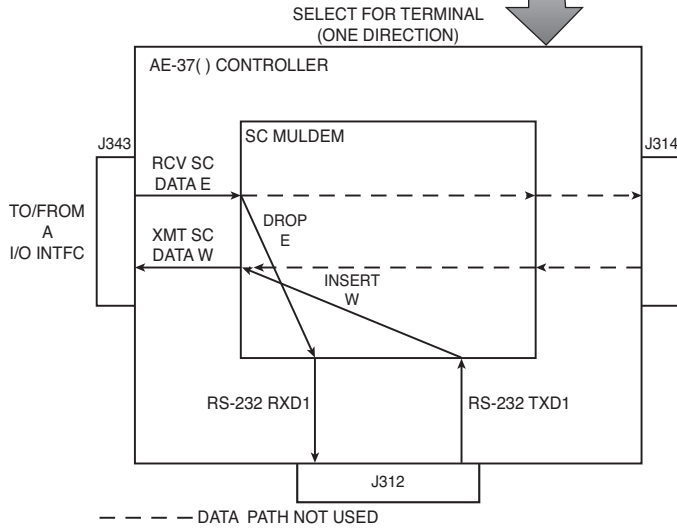 SELECT FOR TERMINAL
(ONE DIRECTION)
AE-37( ) CONTROLLER
SC MULDEM
J343
J314
RCV SC
DATA E
TO/FROM
A
I/O INTFC
XMT SC
DATA W
DROP
E
INSERT
W
RS-232 RXD1
RS-232 TXD1
J312
DATA PATH NOT USED